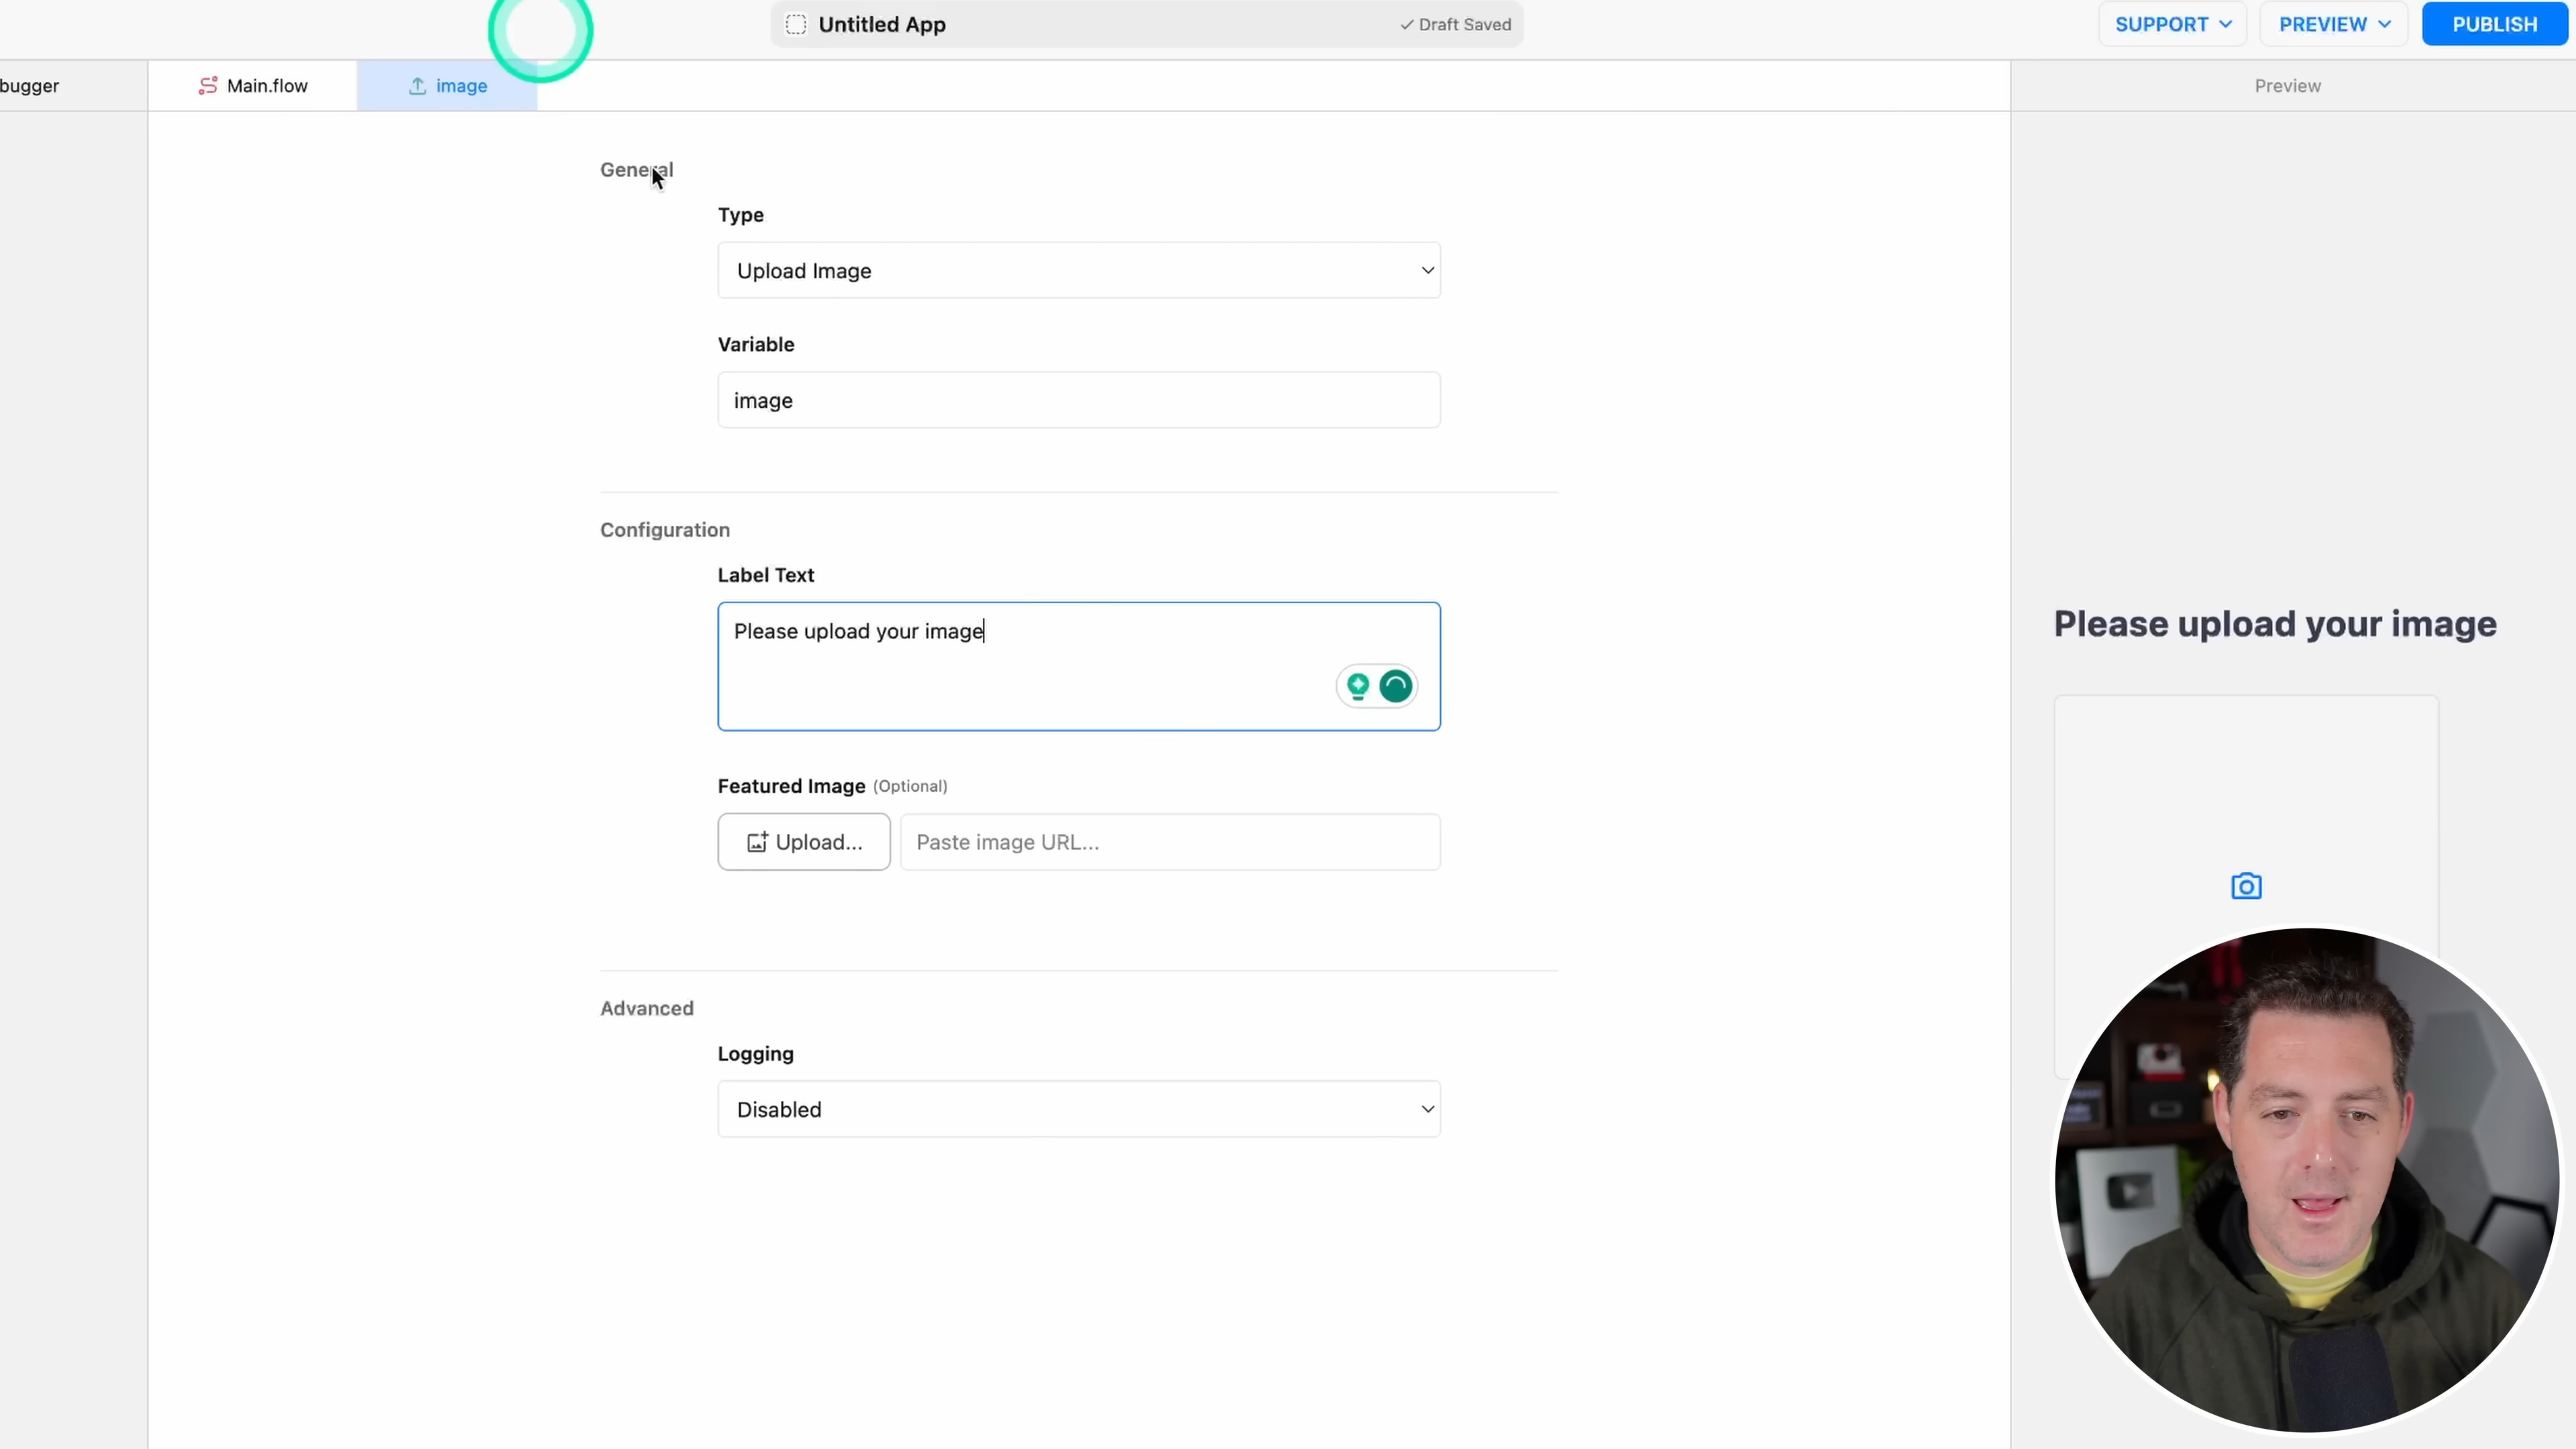 Untitled App
Draft Saved
SUPPORT
PREVIEW
PUBLISH
bugger
Main.flow
image
Preview
General
Type
Upload Image
Variable
image
Configuration
Label Text
Please upload your image
Featured Image (Optional)
Upload...
Paste image URL...
Advanced
Logging
Disabled
Please upload your image